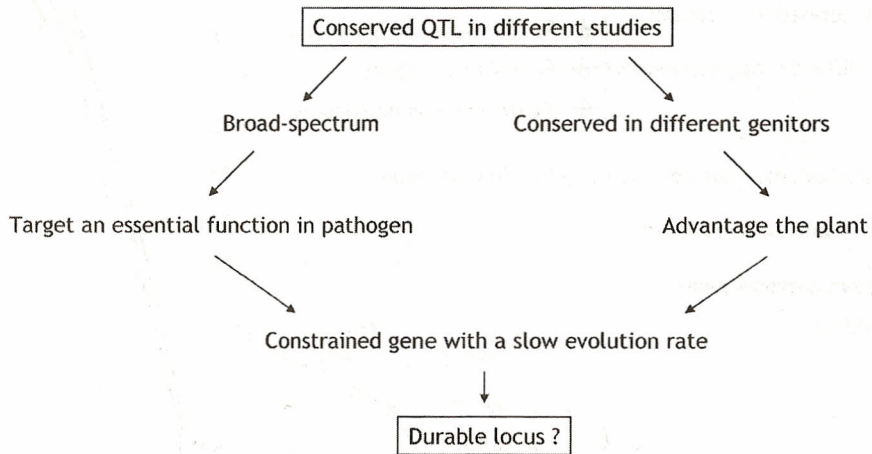 Conserved QTL in different studies
Broad-spectrum
Conserved in different genitors
Target an essential function in pathogen
Advantage the plant
Constrained gene with a slow evolution rate
Durable locus ?